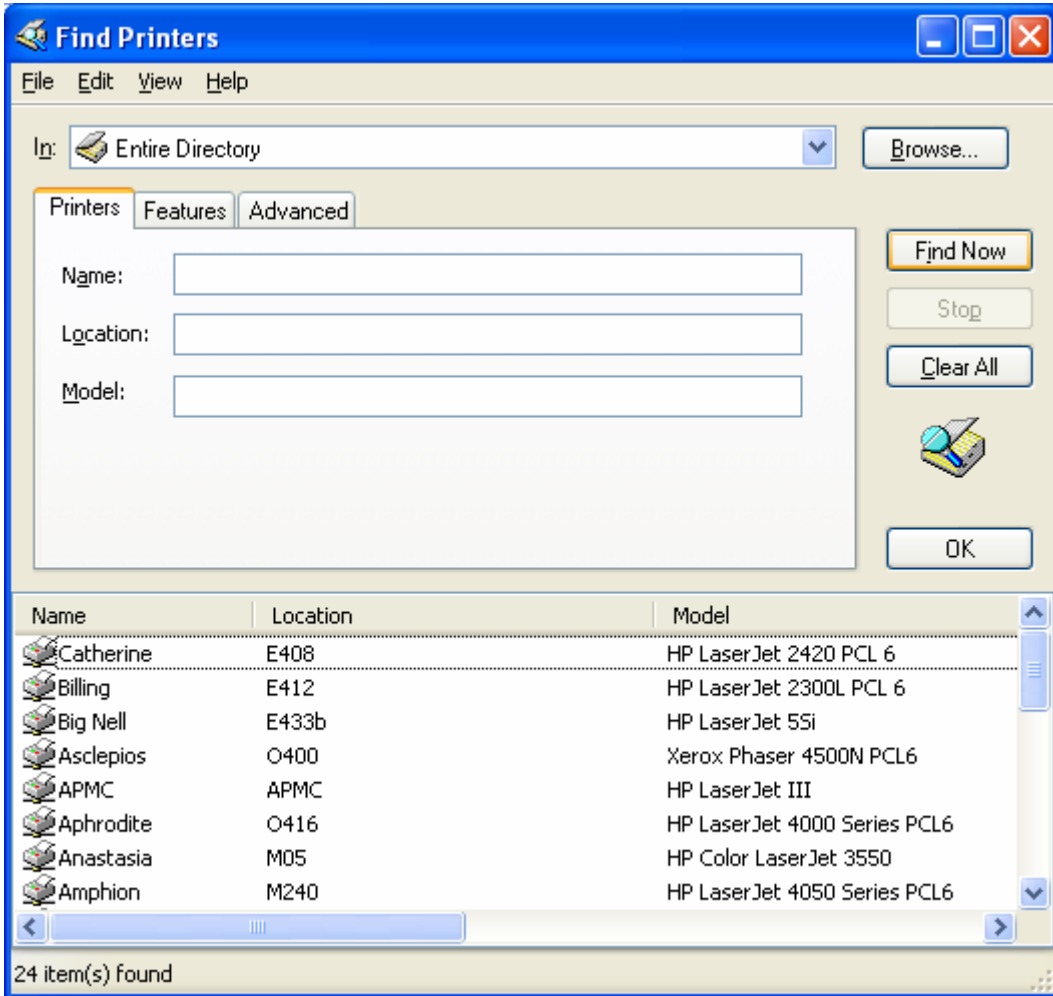 Find Printers
File Edit View Help
In: Entire Directory Browse...
Printers Features Advanced
Name:
Location:
Model:
Find Now
Stop
Clear All
OK
Name Location Model
Catherine E408 HP LaserJet 2420 PCL 6
Billing E412 HP LaserJet 2300L PCL 6
Big Nell E433b HP LaserJet 5Si
Asclepios O400 Xerox Phaser 4500N PCL6
APMC APMC HP LaserJet III
Aphrodite O416 HP LaserJet 4000 Series PCL6
Anastasia M05 HP Color LaserJet 3550
Amphion M240 HP LaserJet 4050 Series PCL6
24 item(s) found